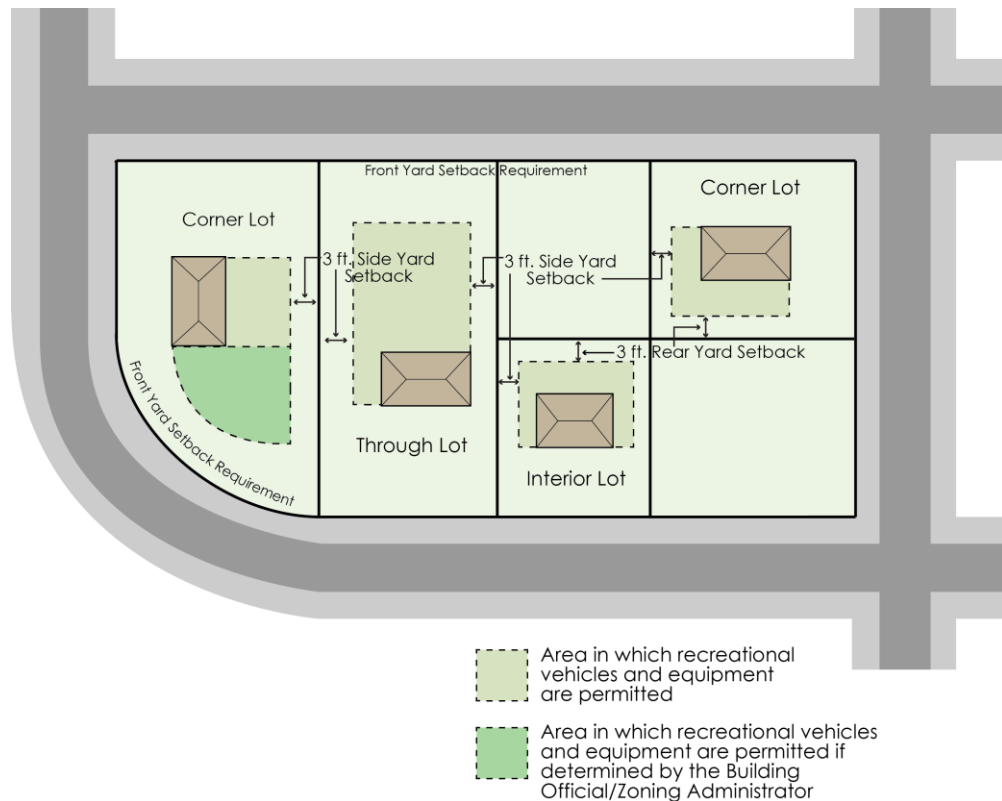 Front Yard Setback Requirement
Corner Lot
Corner Lot
3 ft. Side Yard
Setback
3 ft. Side Yard
Setback
3 ft. Rear Yard Setback
Front Yard Setback Requirement
Through Lot
Interior Lot
Area in which recreational
vehicles and equipment
are permitted
Area in which recreational vehicles
and equipment are permitted if
determined by the Building
Official/Zoning Administrator